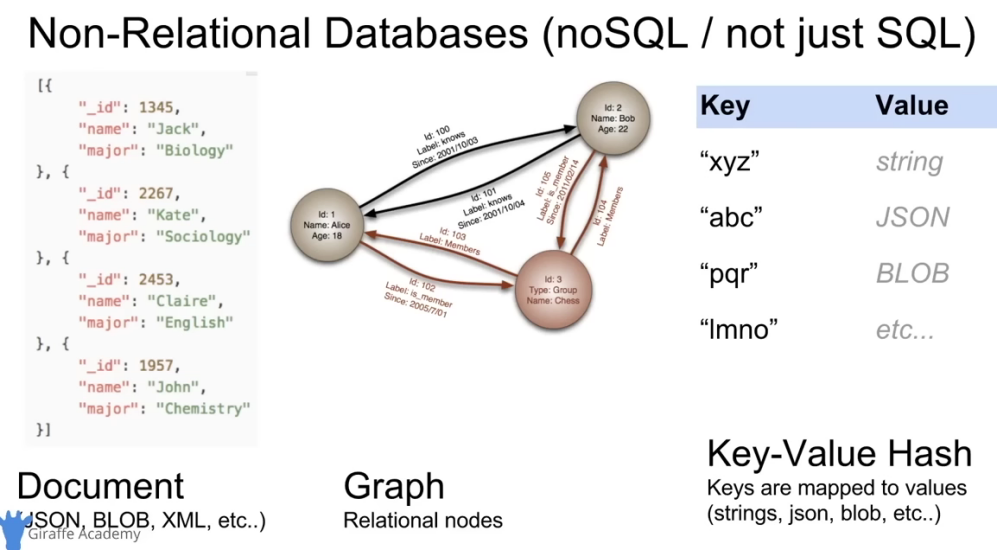 Non-Relational Databases (noSQL / not just SQL)
[{
"_id": 1345,
"name": "Jack",
"major": "Biology"
}, {
"_id": 2267,
"name": "Kate",
"major": "Sociology"
}, {
"_id": 2453,
"name": "Claire",
"major": "English"
}, {
"_id": 1957,
"name": "John",
"major": "Chemistry"
}]
Document
(JSON, BLOB, XML, etc..)
Giraffe Academy
Id: 2
Name: Bob
Age: 22
Id: 100
Label: knows
Since: 2001/10/03
Id: 101
Label: knows
Since: 2001/10/04
Id: 105
Label: is_member
Since: 2011/02/14
Id: 104
Label: Members
Id: 1
Name: Alice
Age: 18
Id: 103
Label: Members
Id: 102
Label: is_member
Since: 2005/7/01
Id: 3
Type: Group
Name: Chess
Graph
Relational nodes
Key Value
“xyz” string
“abc” JSON
“pqr” BLOB
“lmno” etc...
Key-Value Hash
Keys are mapped to values
(strings, json, blob, etc..)